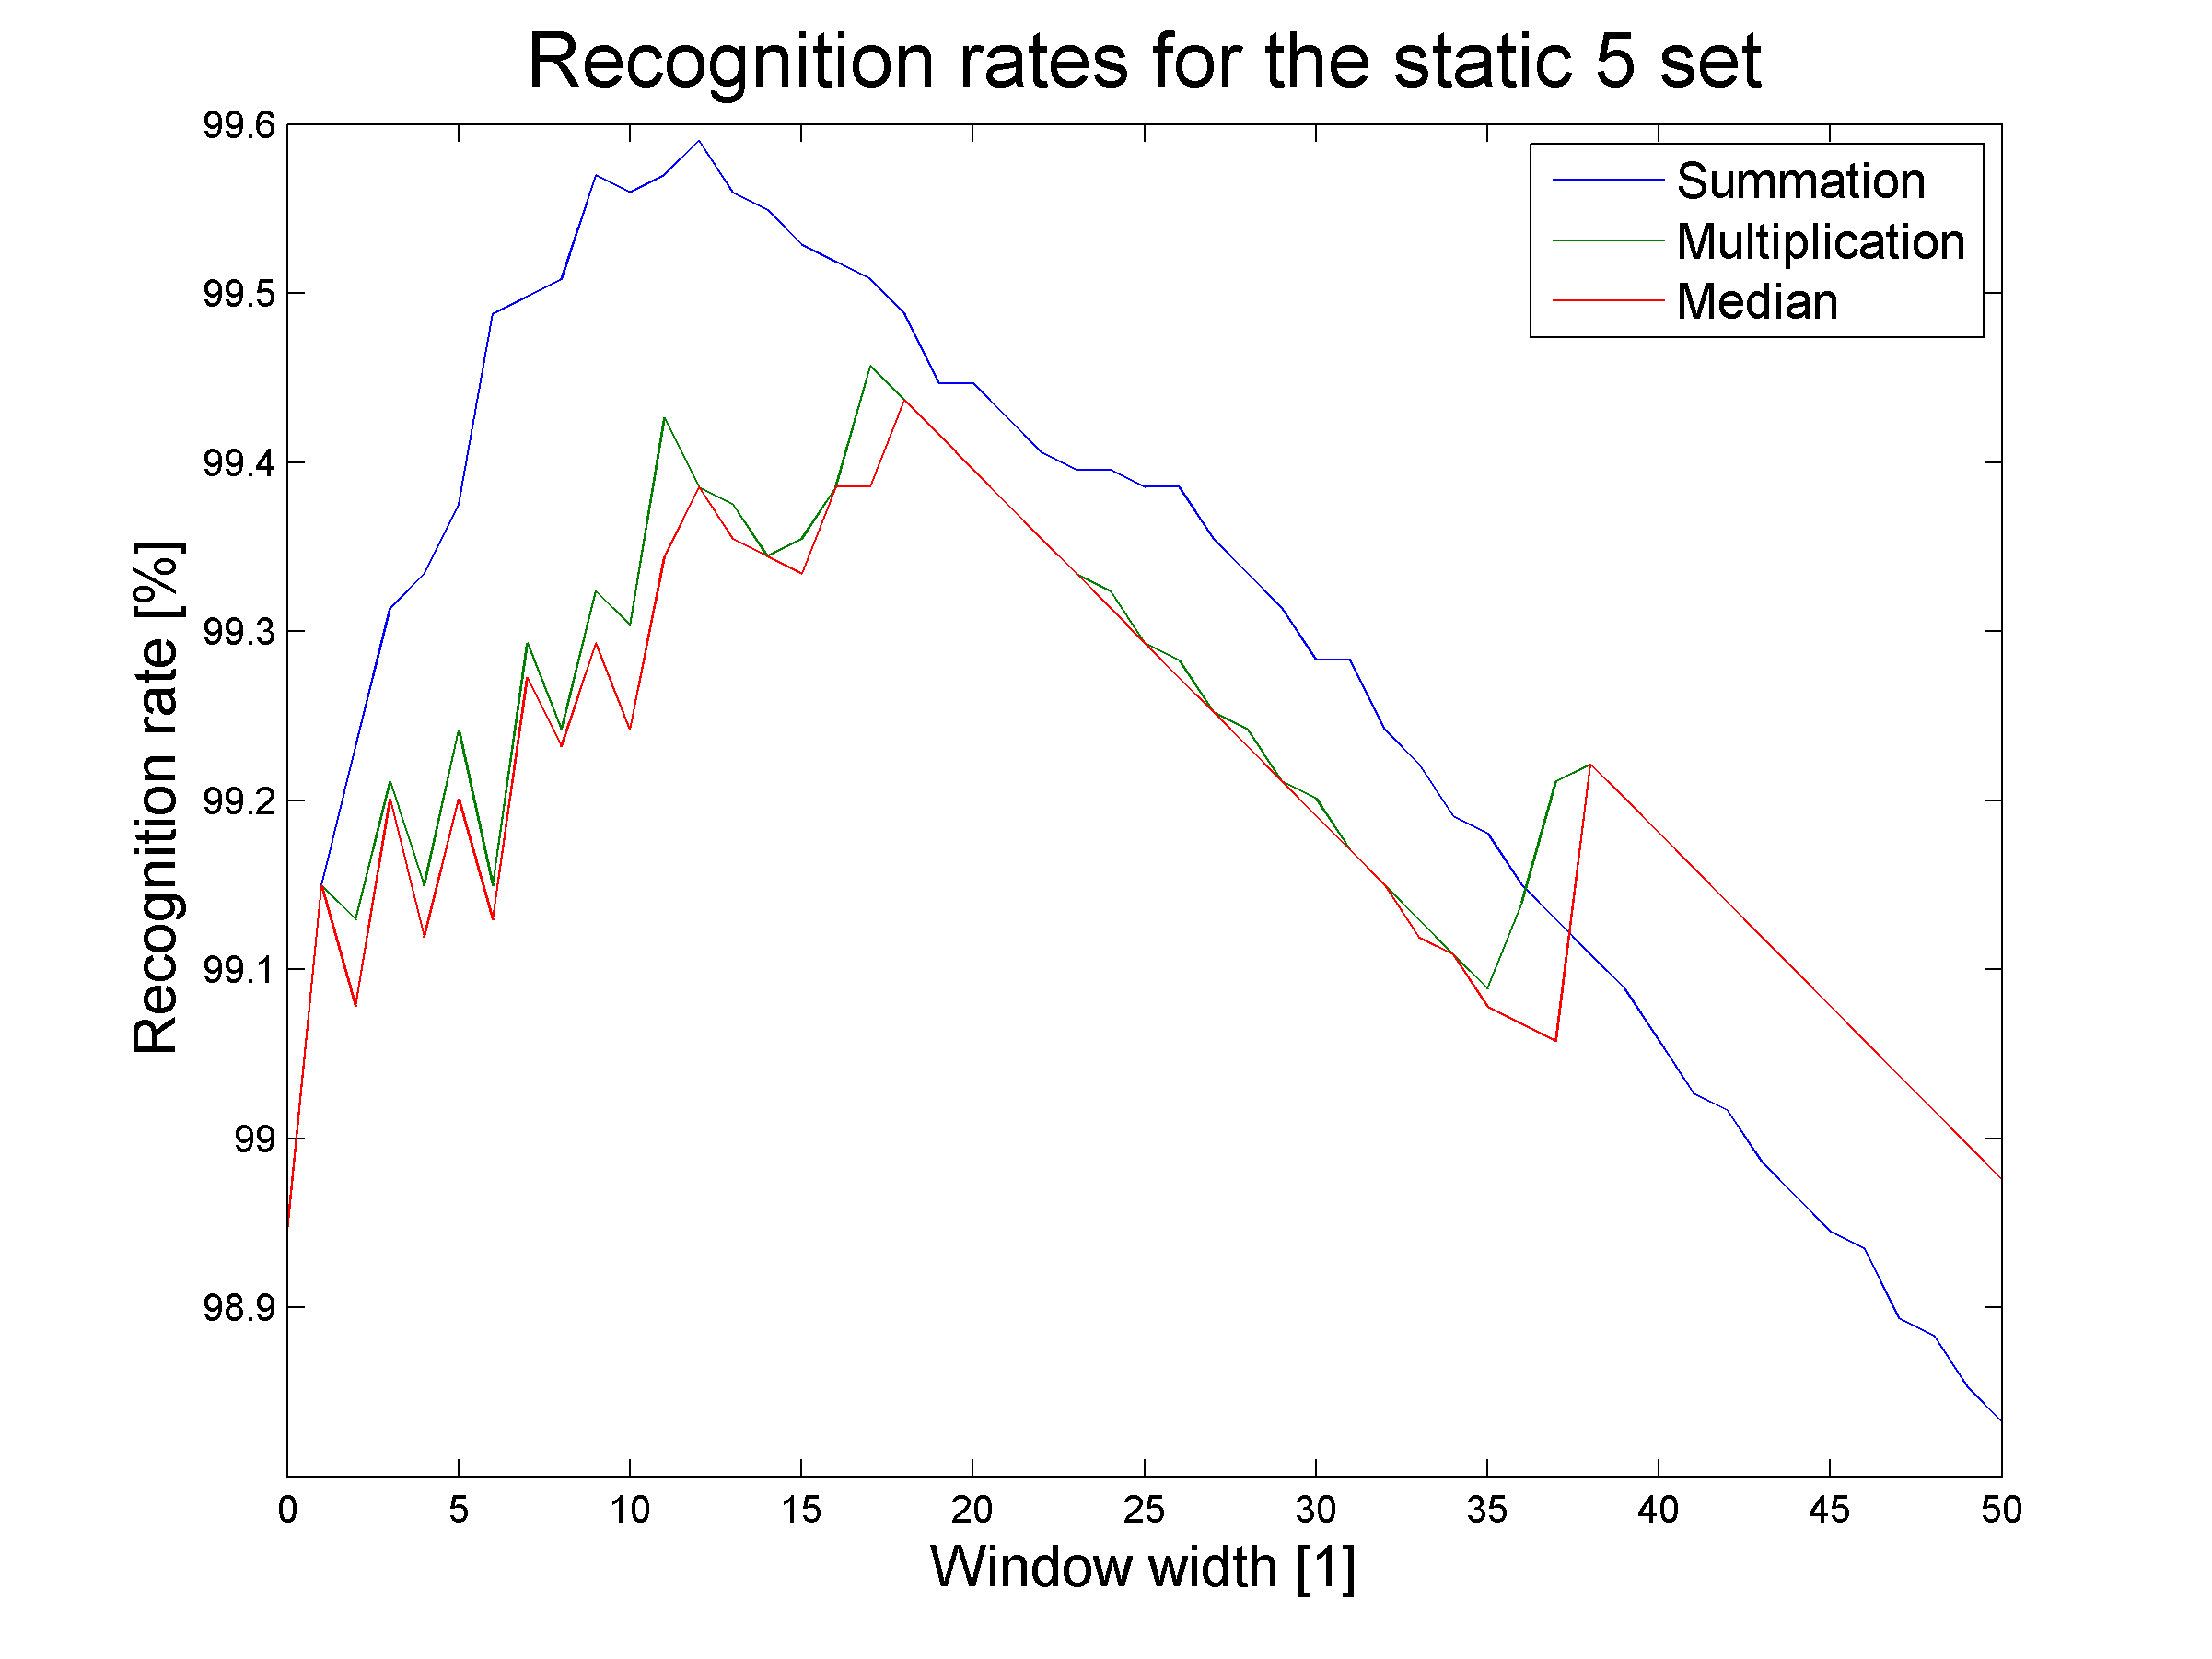 Recognition rates for the static 5 set
99.6
99.5
99.4
99.3
99.2
99.1
99
98.9
Recognition rate [%]
Summation
Multiplication
Median
0 5 10 15 20 25 30 35 40 45 50
Window width [1]